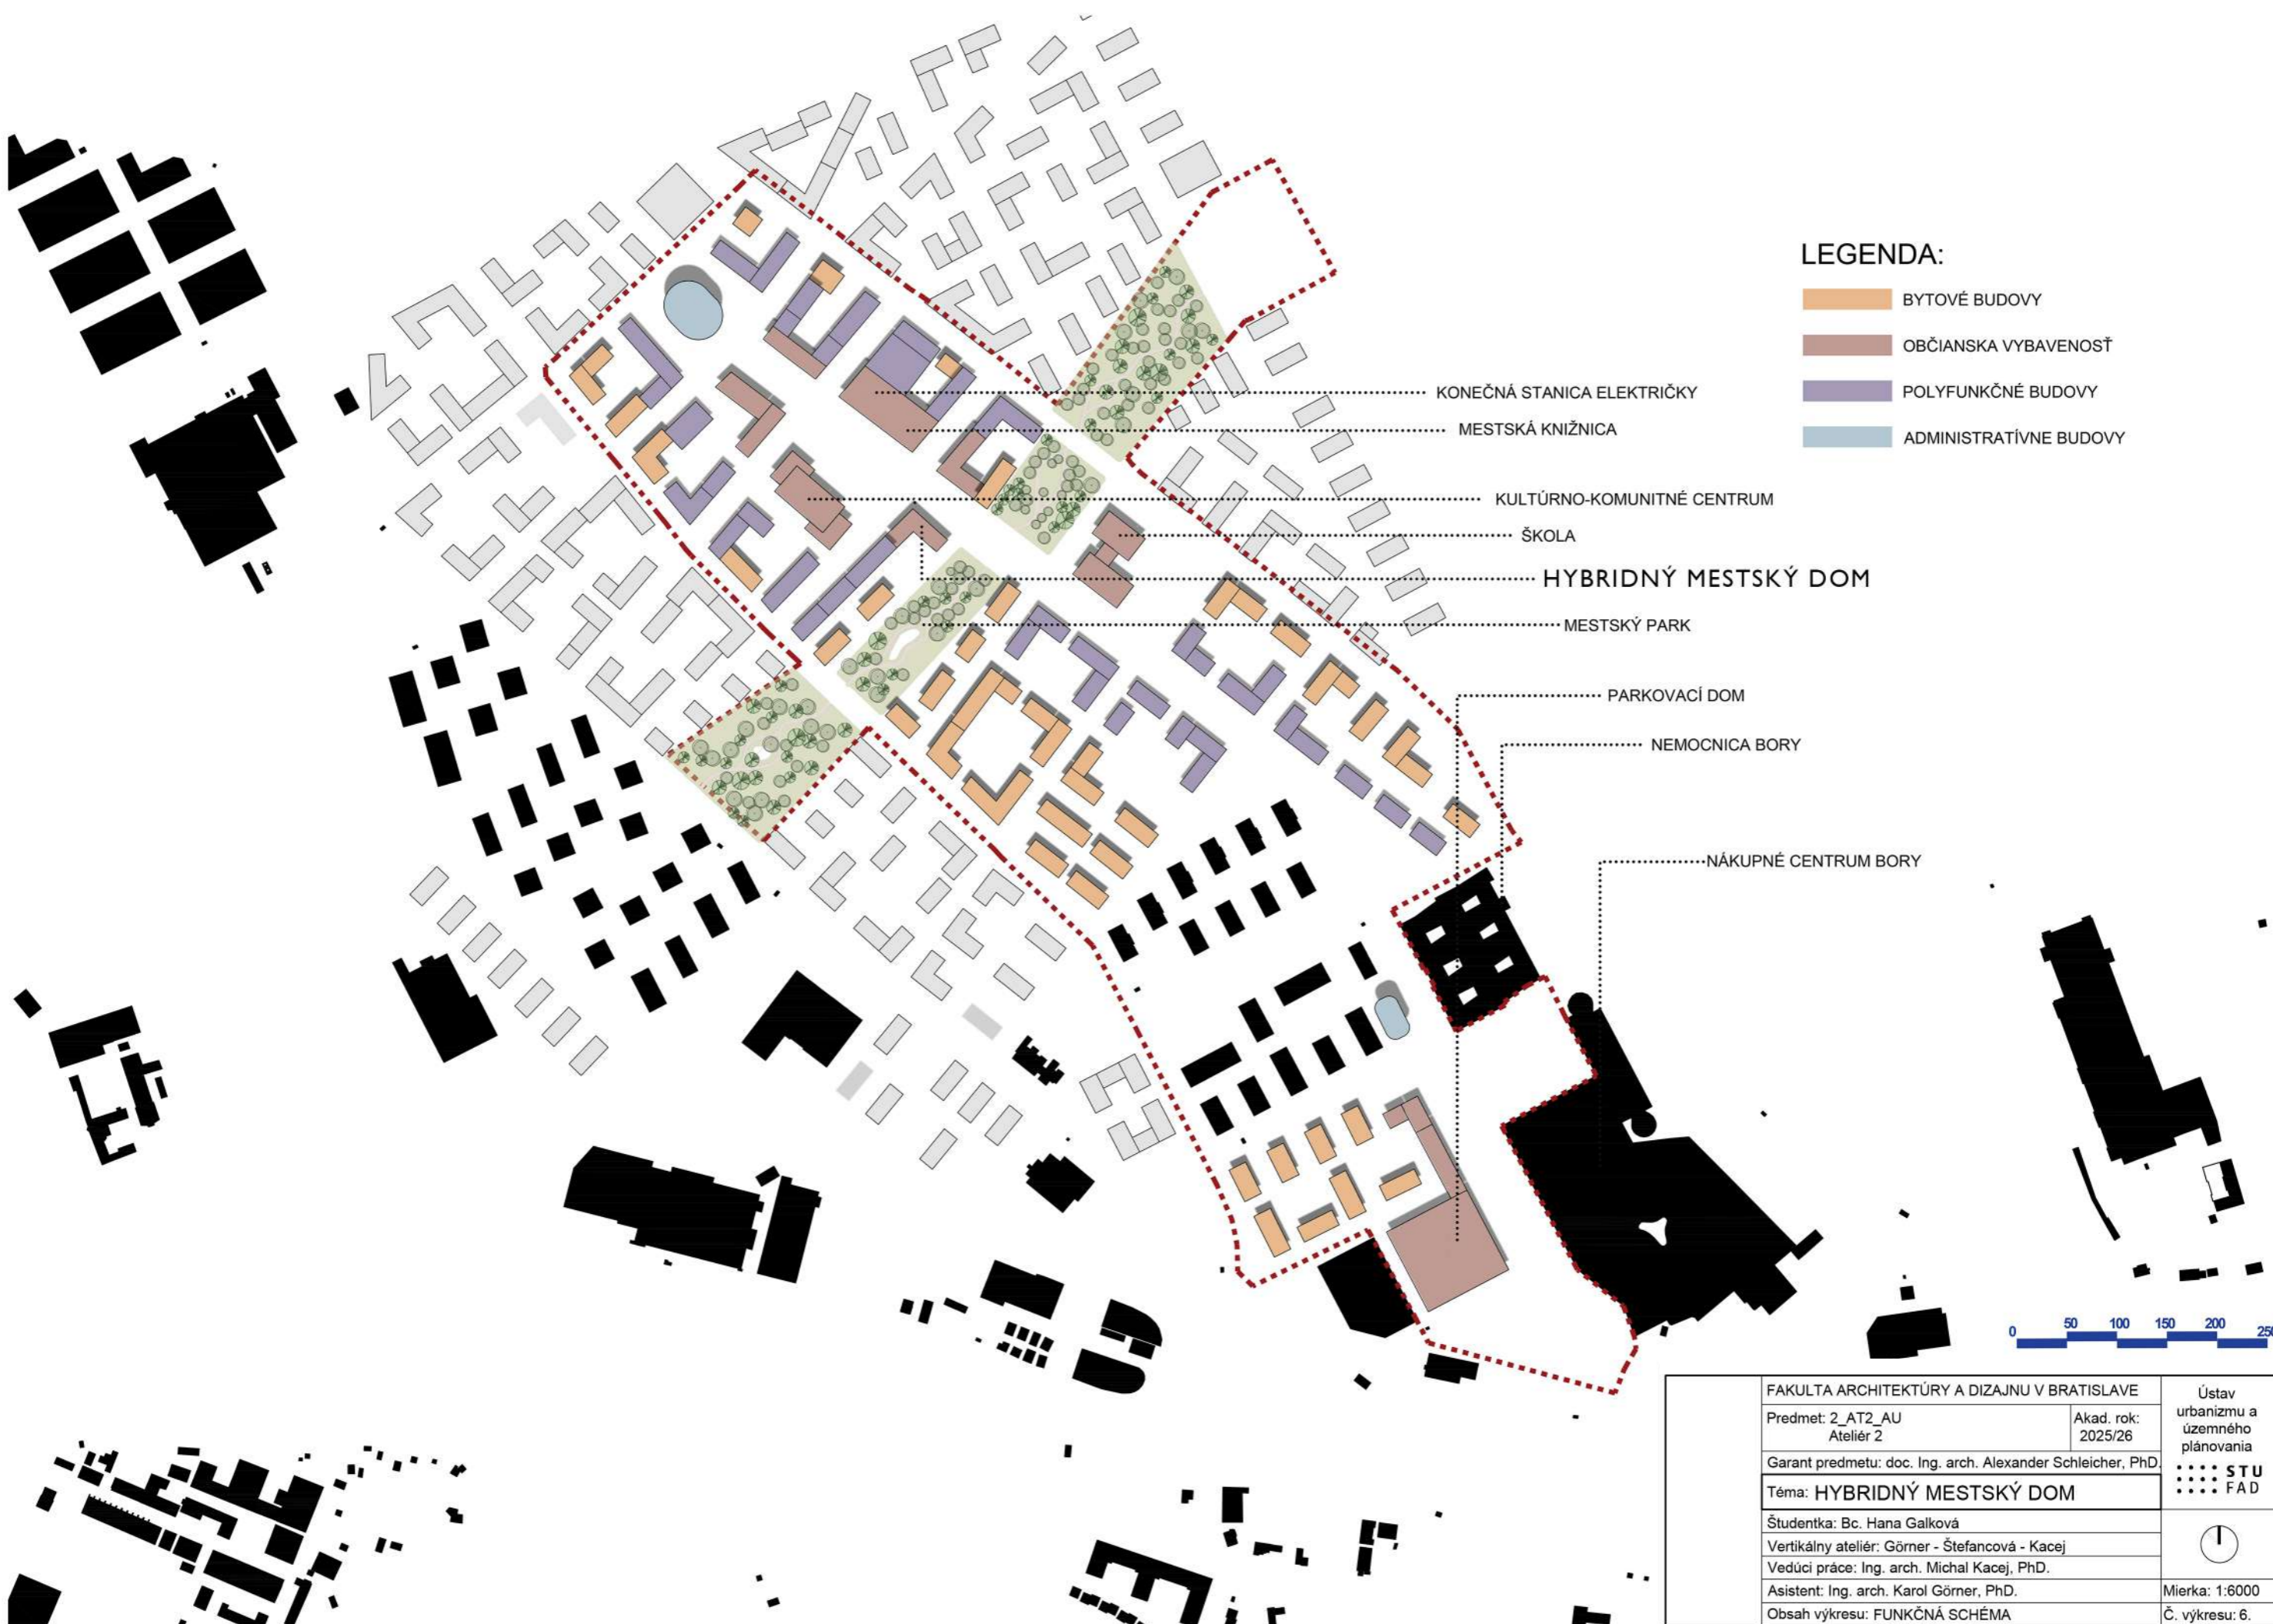 LEGENDA:
BYTOVÉ BUDOVY
OBČIANSKA VYBAVENOSŤ
POLYFUNKČNÉ BUDOVY
ADMINISTRATÍVNE BUDOVY
KONEČNÁ STANICA ELEKTRIČKY
MESTSKÁ KNIŽNICA
KULTÚRNO-KOMUNITNÉ CENTRUM
ŠKOLA
HYBRIDNÝ MESTSKÝ DOM
MESTSKÝ PARK
PARKOVACÍ DOM
NEMOCNICA BORY
NÁKUPNÉ CENTRUM BORY
0 50 100 150 200
FAKULTA ARCHITEKTÚRY A DIZAJNU V BRATISLAVE
Predmet: 2_AT2_AU
Ateliér 2
Akad. rok:
2025/26
Garant predmetu: doc. Ing. arch. Alexander Schleicher, PhD.
Téma: HYBRIDNÝ MESTSKÝ DOM
Študentka: Bc. Hana Galková
Vertikálny ateliér: Görner - Štefancová - Kacej
Vedúci práce: Ing. arch. Michal Kacej, PhD.
Asistent: Ing. arch. Karol Görner, PhD.
Obsah výkresu: FUNKČNÁ SCHÉMA
Ústav
urbanizmu a
územného
plánovania
STU
FAD
Mierka: 1:6000
Č. výkresu: 6.